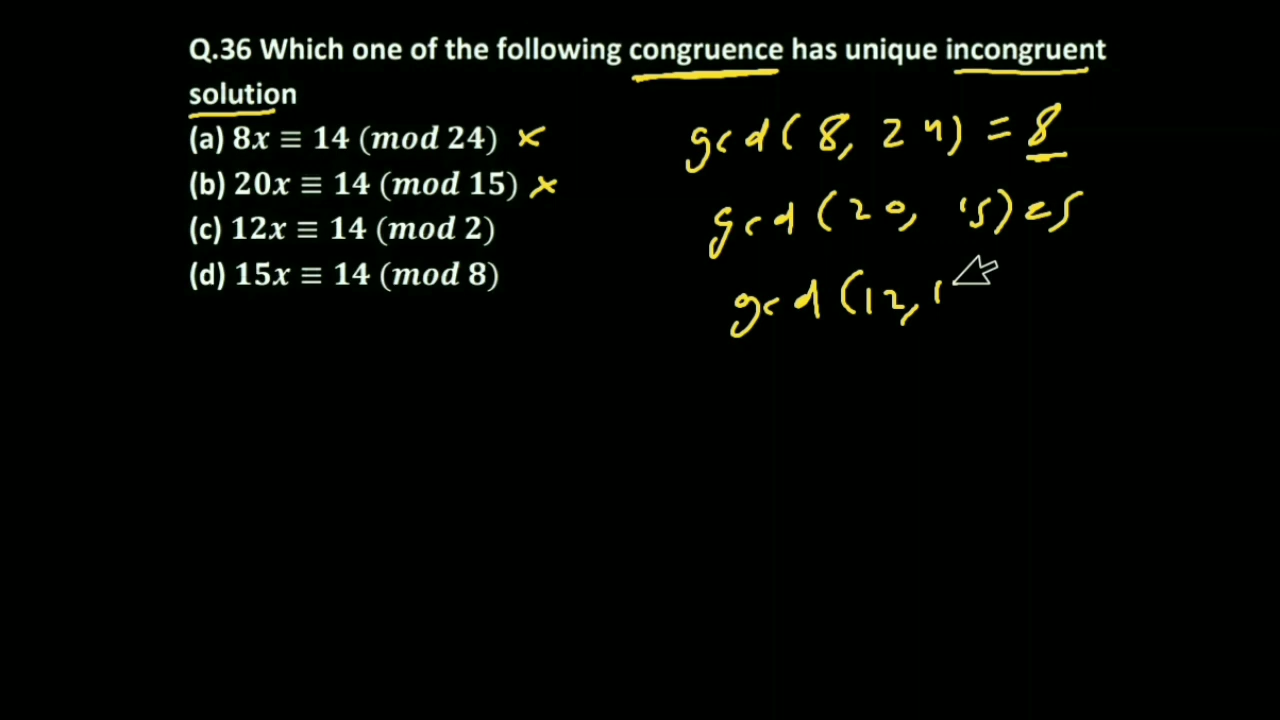 Q.36 Which one of the following congruence has unique incongruent
solution
(a) 8x ≡ 14 (mod 24) ×
(b) 20x ≡ 14 (mod 15) ×
(c) 12x ≡ 14 (mod 2)
(d) 15x ≡ 14 (mod 8)
gcd(8, 24) = 8
gcd(20, 15) = 5
gcd(12, 1